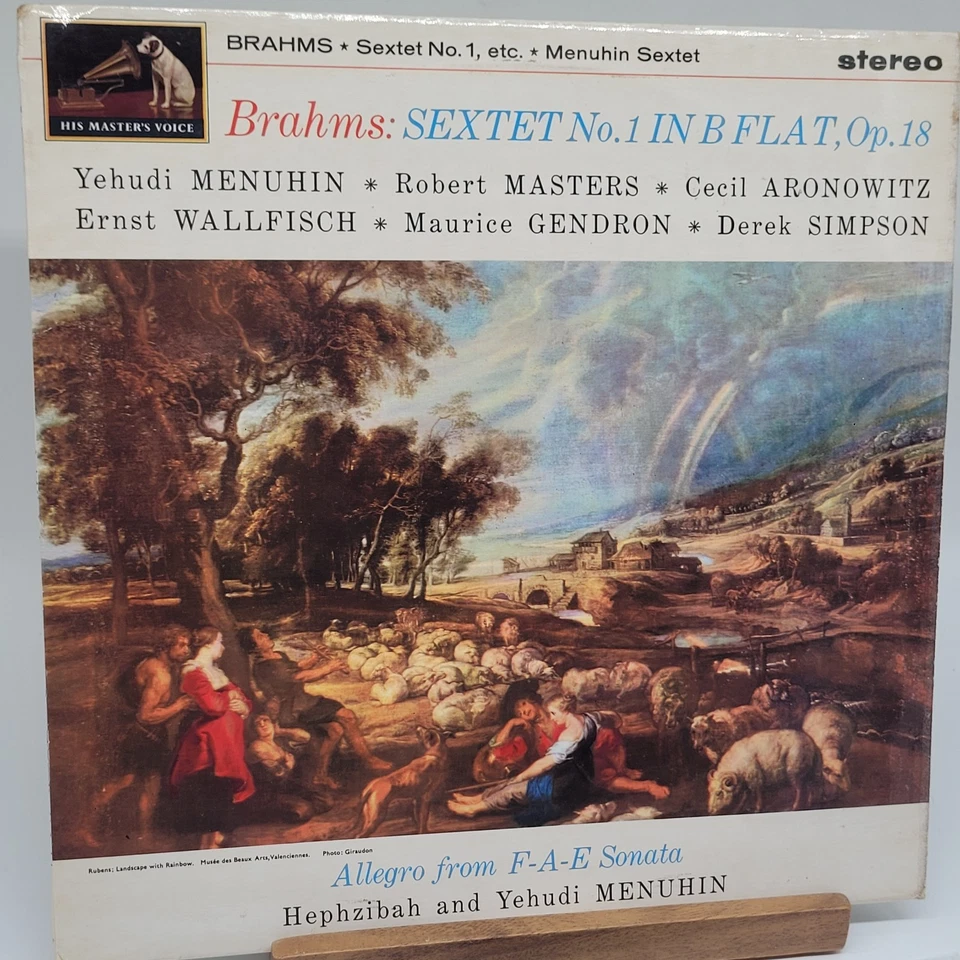 BRAHMS ★ Sextet No. 1, etc. ★ Menuhin Sextet
stereo
HIS MASTER'S VOICE
Brahms: SEXTET No. 1 IN B FLAT, Op. 18
Yehudi MENUHIN * Robert MASTERS * Cecil ARONOWITZ
Ernst WALLFISCH * Maurice GENDRON * Derek SIMPSON
Rubens: Landscape with Rainbow. Musée des Beaux Arts, Valenciennes. Photo: Giraudon
Allegro from F-A-E Sonata
Hephzibah and Yehudi MENUHIN